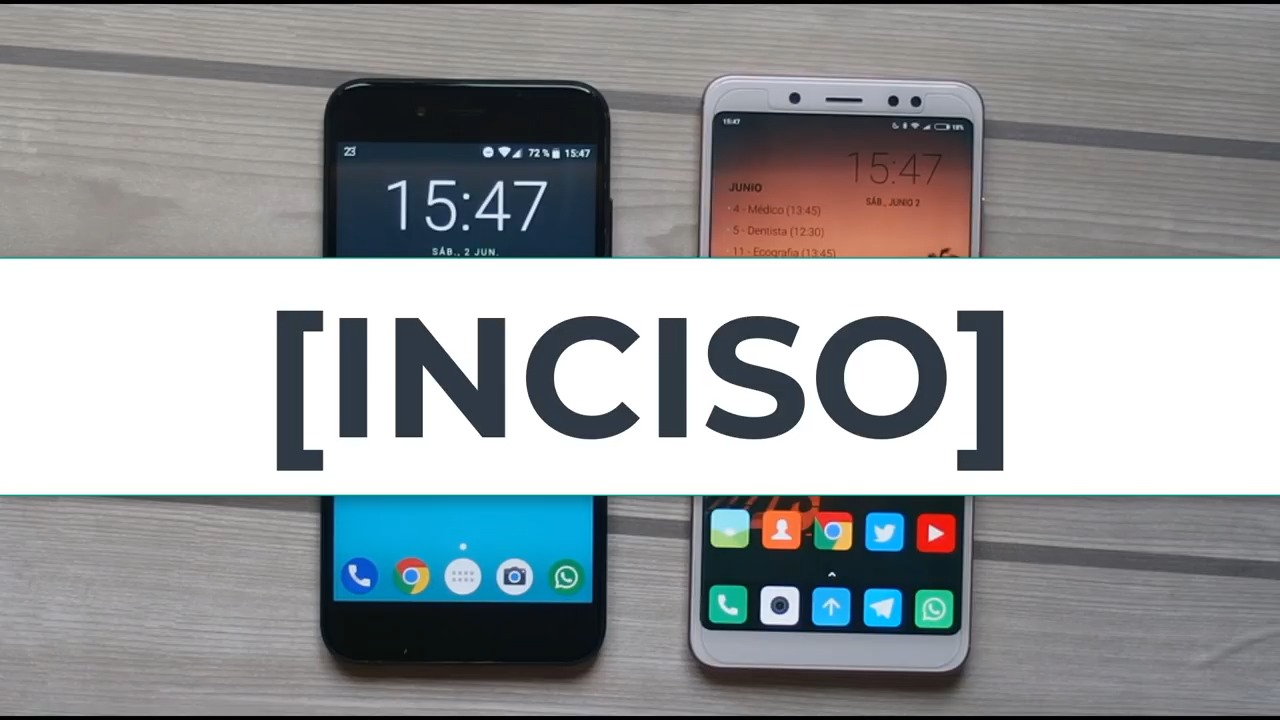 23 72 % 15:47
15:47
SÁB., 2 JUN.
15:47 18%
15:47
SÁB., JUNIO 2
JUNIO
- 4 - Médico (13:45)
- 5 - Dentista (12:30)
- 11 - Ecografia (13:45)
[INCISO]